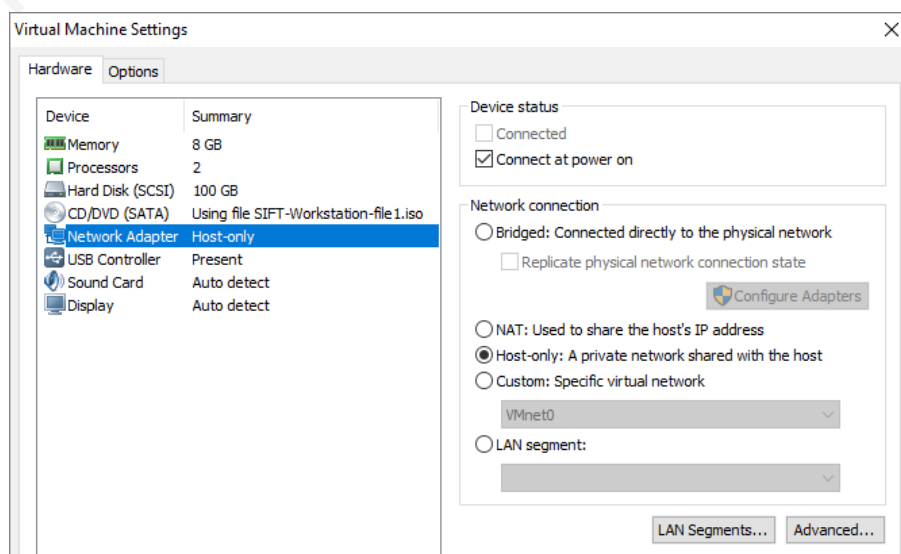 Virtual Machine Settings
Hardware Options
Device Summary
Memory 8 GB
Processors 2
Hard Disk (SCSI) 100 GB
CD/DVD (SATA) Using file SIFT-Workstation-file1.iso
Network Adapter Host-only
USB Controller Present
Sound Card Auto detect
Display Auto detect
Device status
Connected
Connect at power on
Network connection
Bridged: Connected directly to the physical network
Replicate physical network connection state
Configure Adapters
NAT: Used to share the host's IP address
Host-only: A private network shared with the host
Custom: Specific virtual network
VMnet0
LAN segment:
LAN Segments... Advanced...